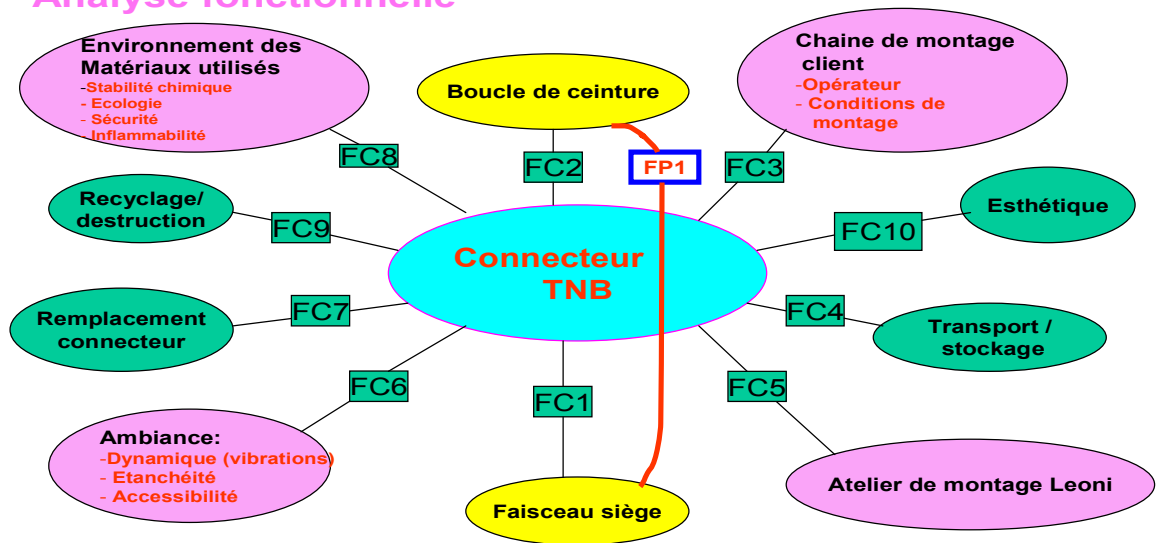 Analyse fonctionnelle
Environnement des
Matériaux utilisés
-Stabilité chimique
- Ecologie
- Sécurité
- Inflammabilité
Boucle de ceinture
Chaine de montage
client
-Opérateur
- Conditions de
montage
FC8
FC2
FP1
FC3
Recyclage/
destruction
FC9
Esthétique
FC10
Connecteur
TNB
Remplacement
connecteur
FC7
FC4
Transport /
stockage
FC6
FC1
FC5
Ambiance:
-Dynamique (vibrations)
- Etanchéité
- Accessibilité
Faisceau siège
Atelier de montage Leoni